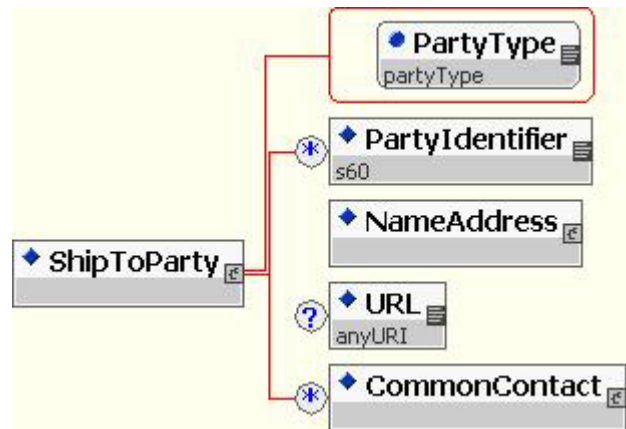 PartyType
partyType
PartyIdentifier
s60
NameAddress
ShipToParty
URL
?
anyURI
CommonContact